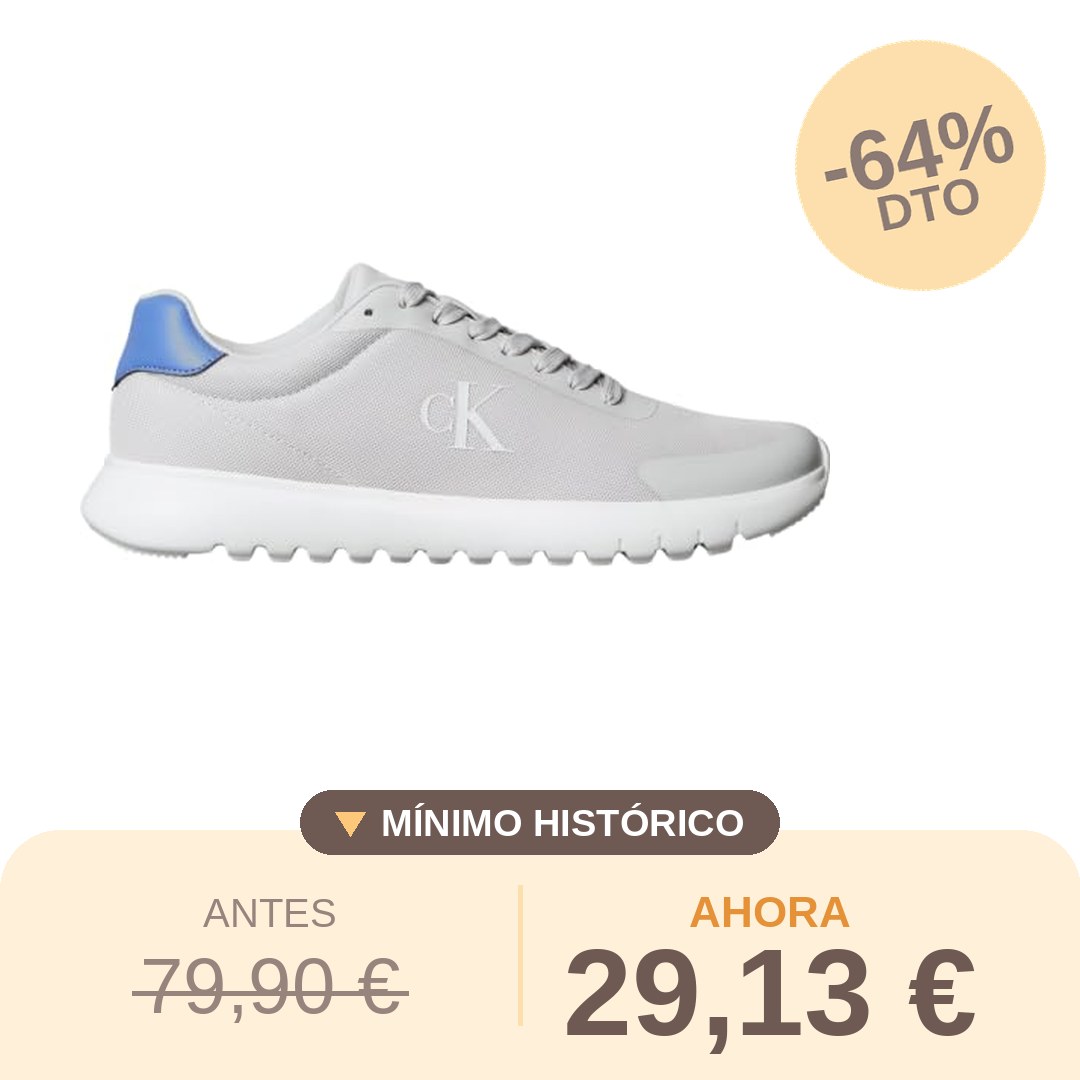 -64%
DTO
CK
MÍNIMO HISTÓRICO
ANTES
79,90 €
AHORA
29,13 €